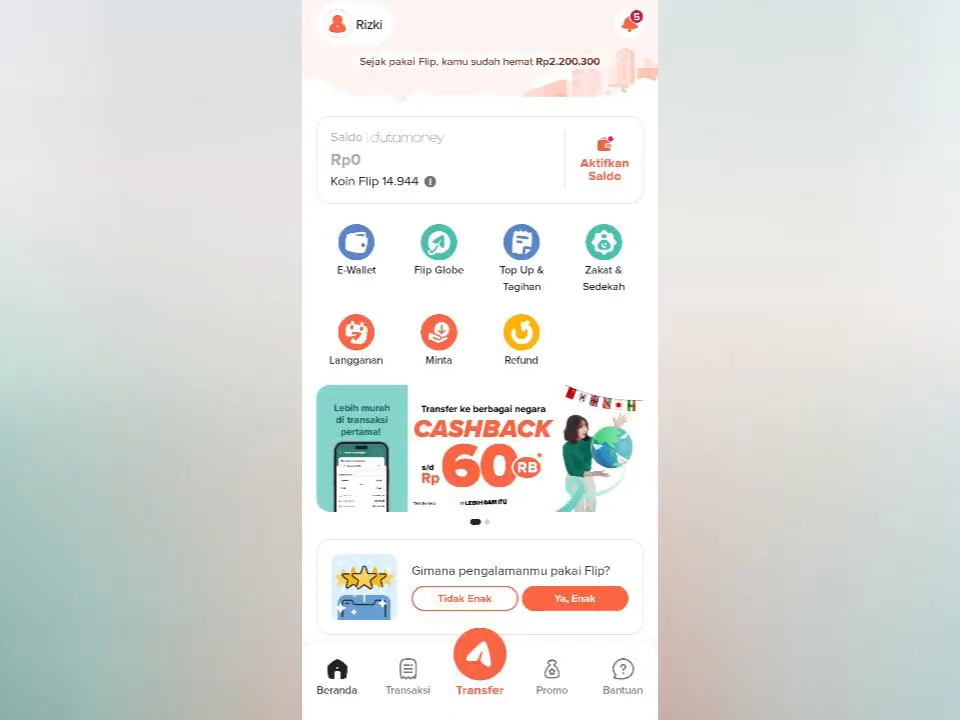 Rizki
5
Sejak pakai Flip, kamu sudah hemat Rp2.200.300
Saldo | dutamoney
Rp0
Koin Flip 14.944
Aktifkan
Saldo
E-Wallet
Flip Globe
Top Up &
Tagihan
Zakat &
Sedekah
Langganan
Minta
Refund
Lebih murah
di transaksi
pertama!
Transfer ke berbagai negara
CASHBACK
s/d
Rp 60 RB*
#LEBIH DARI ITU
Gimana pengalamanmu pakai Flip?
Tidak Enak
Ya, Enak
Beranda
Transaksi
Transfer
Promo
Bantuan